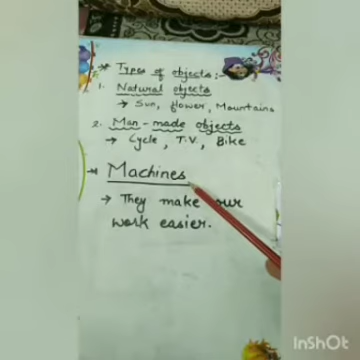 * Types of objects :-
1. Natural objects
→ Sun, flower, Mountains
2. Man-made objects
→ Cycle, T.V., Bike
* Machines
→ They make our
work easier.
InShOt